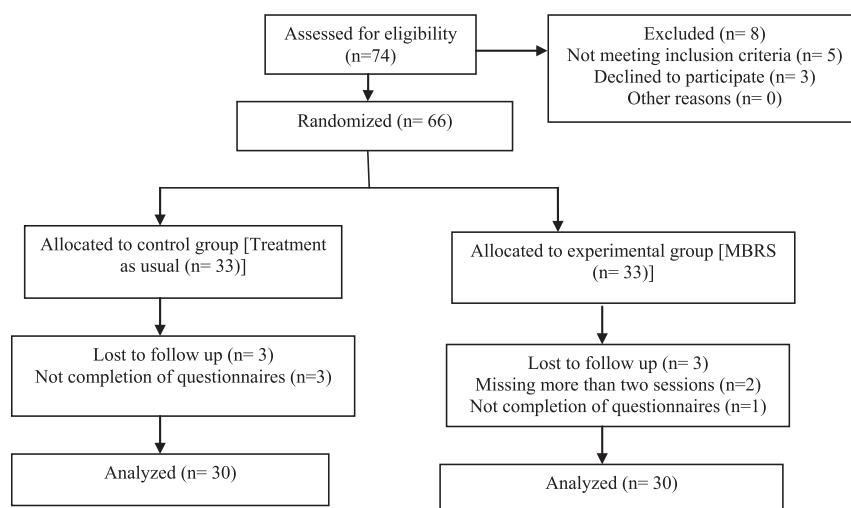 Assessed for eligibility
(n=74)
Excluded (n= 8)
Not meeting inclusion criteria (n= 5)
Declined to participate (n= 3)
Other reasons (n= 0)
Randomized (n= 66)
Allocated to control group [Treatment
as usual (n= 33)]
Allocated to experimental group [MBRS
(n= 33)]
Lost to follow up (n= 3)
Not completion of questionnaires (n=3)
Lost to follow up (n= 3)
Missing more than two sessions (n=2)
Not completion of questionnaires (n=1)
Analyzed (n= 30)
Analyzed (n= 30)